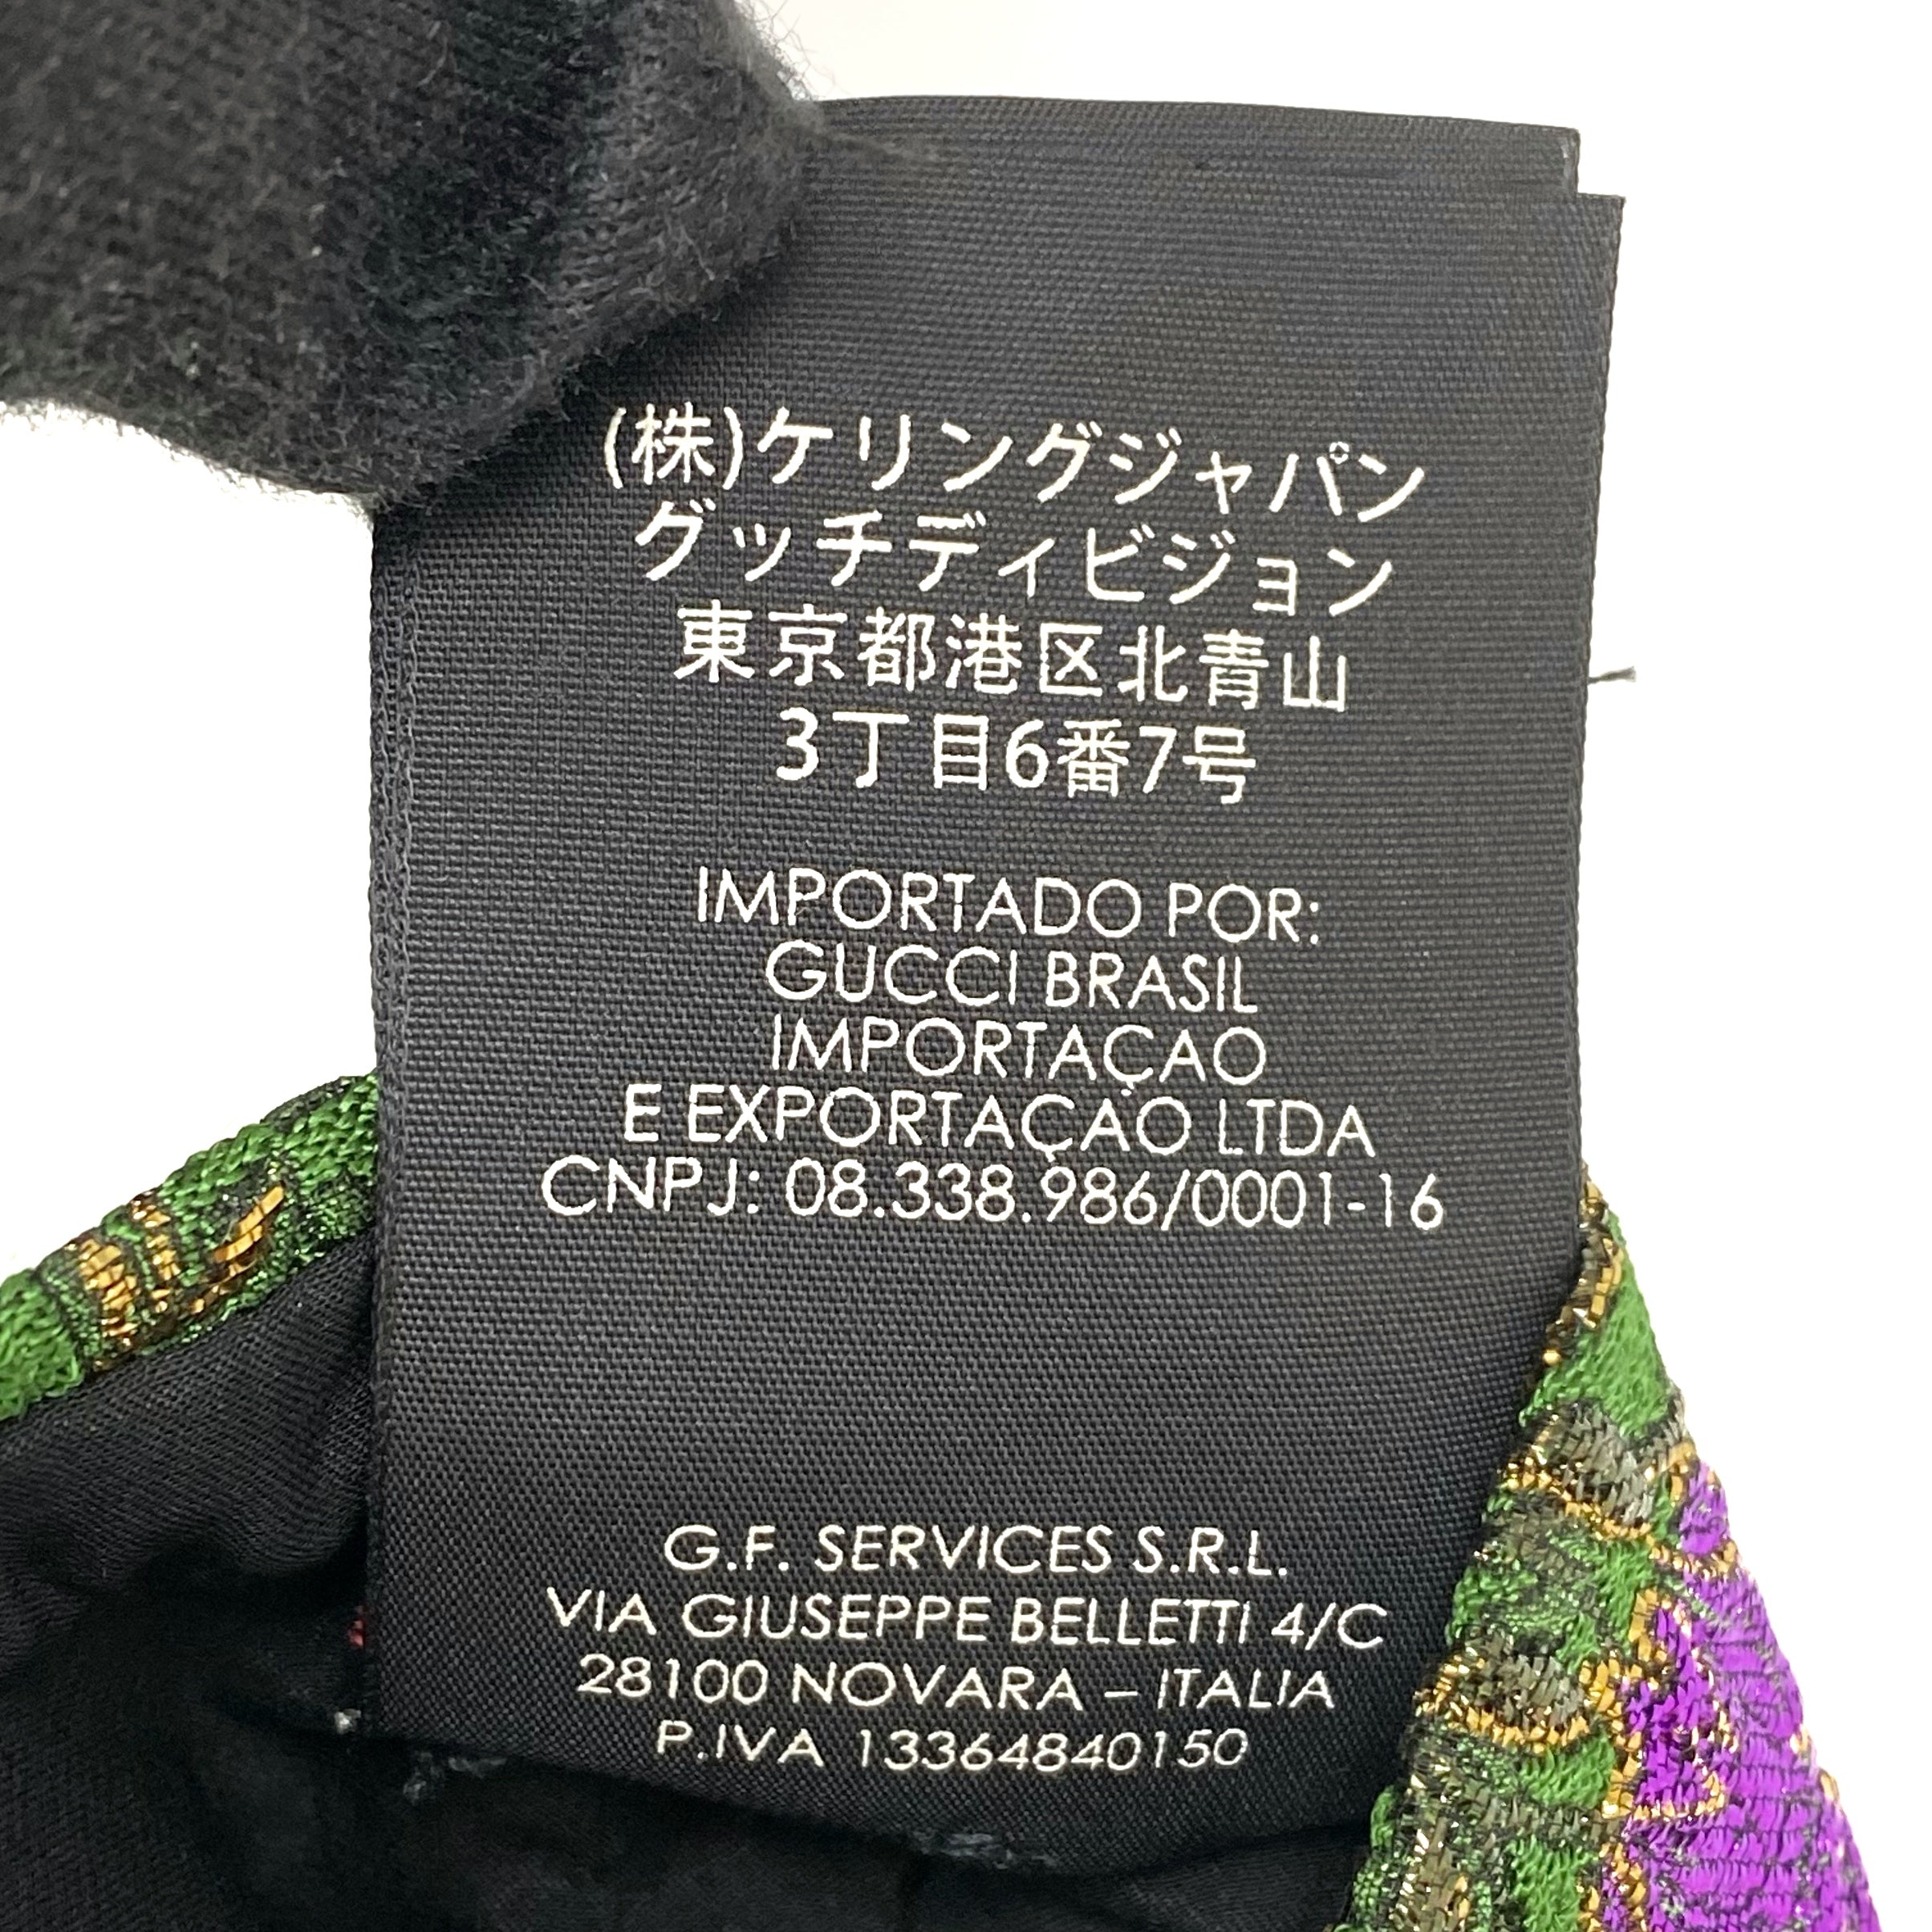 (株)ケリングジャパン
グッチディビジョン
東京都港区北青山
3丁目6番7号
IMPORTADO POR:
GUCCI BRASIL
IMPORTAÇAO
E EXPORTAÇAO LTDA
CNPJ: 08.338.986/0001-16
G.F. SERVICES S.R.L.
VIA GIUSEPPE BELLETTI 4/C
28100 NOVARA – ITALIA
P.IVA 13364840150